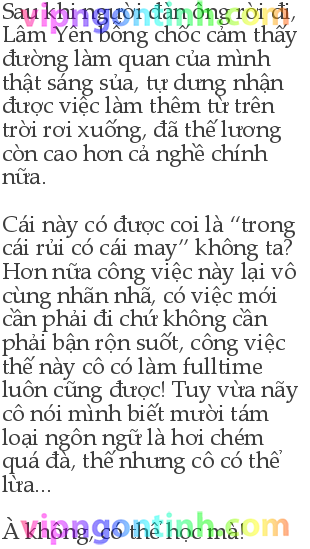 Sau khi người đàn ông rời đi,
vipngontinh.com
Lâm Yên bỗng chốc cảm thấy
đường làm quan của mình
thật sáng sủa, tự dưng nhận
được việc làm thêm từ trên
trời rơi xuống, đã thế lương
còn cao hơn cả nghề chính
nữa.
Cái này có được coi là “trong
cái rủi có cái may” không ta?
Hơn nữa công việc này lại vô
cùng nhãn nhã, có việc mới
cần phải đi chứ không cần
phải bận rộn suốt, công việc
thế này cô có làm fulltime
luôn cũng được! Tuy vừa nãy
cô nói mình biết mười tám
loại ngôn ngữ là hơi chém
quá đà, thế nhưng cô có thể
lừa...
À không, có thể học mà!
vipngontinh.com